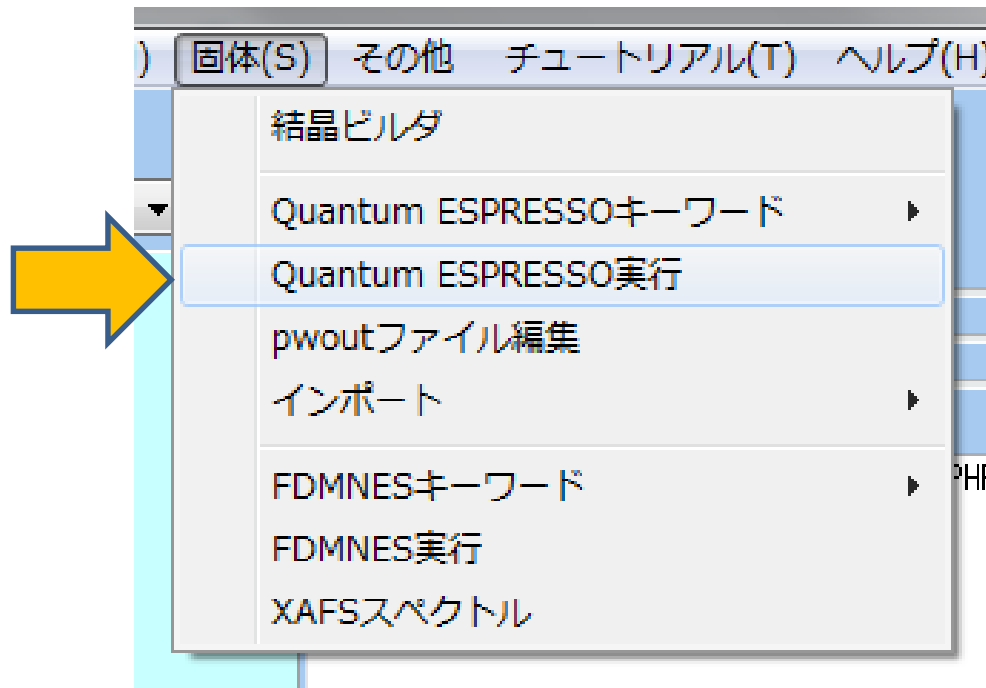 ) 固体(S) その他 チュートリアル(T) ヘルプ(H)
結晶ビルダ
Quantum ESPRESSOキーワード
Quantum ESPRESSO実行
pwoutファイル編集
インポート
FDMNESキーワード
FDMNES実行
XAFSスペクトル